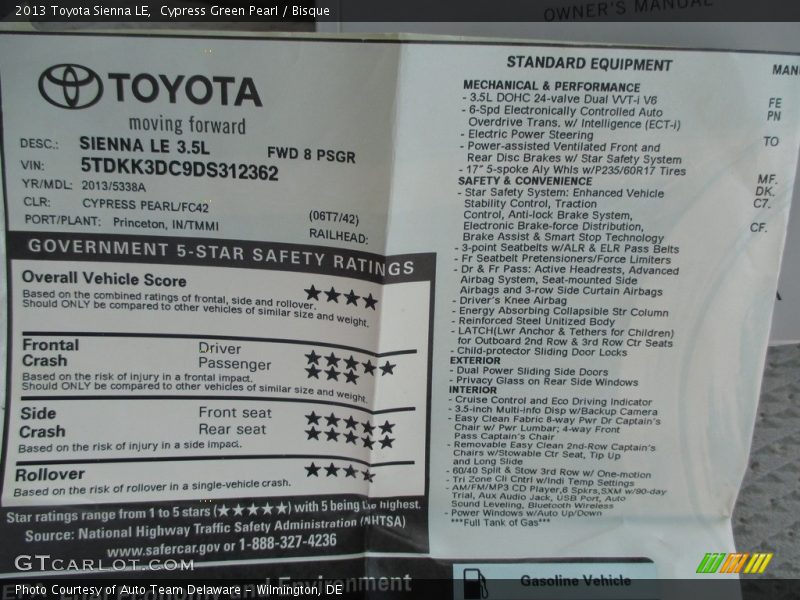 2013 Toyota Sienna LE,  Cypress Green Pearl / Bisque
OWNER'S MANUAL
TOYOTA
moving forward
DESC.: SIENNA LE 3.5L FWD 8 PSGR
VIN: 5TDKK3DC9DS312362
YR/MDL: 2013/5338A
CLR: CYPRESS PEARL/FC42 (06T7/42)
PORT/PLANT: Princeton, IN/TMMI RAILHEAD:
GOVERNMENT 5-STAR SAFETY RATINGS
Overall Vehicle Score ★★★★
Based on the combined ratings of frontal, side and rollover.
Should ONLY be compared to other vehicles of similar size and weight.
Frontal Driver ★★★★★
Crash Passenger ★★★
Based on the risk of injury in a frontal impact.
Should ONLY be compared to other vehicles of similar size and weight.
Side Front seat ★★★★★
Crash Rear seat ★★★★★
Based on the risk of injury in a side impact.
Rollover ★★★★
Based on the risk of rollover in a single-vehicle crash.
Star ratings range from 1 to 5 stars (★★★★★) with 5 being the highest.
Source: National Highway Traffic Safety Administration (NHTSA)
www.safercar.gov or 1-888-327-4236
STANDARD EQUIPMENT
MECHANICAL & PERFORMANCE
- 3.5L DOHC 24-valve Dual VVT-i V6
- 6-Spd Electronically Controlled Auto
Overdrive Trans. w/ Intelligence (ECT-i)
- Electric Power Steering
- Power-assisted Ventilated Front and
Rear Disc Brakes w/ Star Safety System
- 17" 5-spoke Aly Whls w/P235/60R17 Tires
SAFETY & CONVENIENCE
- Star Safety System: Enhanced Vehicle
Stability Control, Traction
Control, Anti-lock Brake System,
Electronic Brake-force Distribution,
Brake Assist & Smart Stop Technology
- 3-point Seatbelts w/ALR & ELR Pass Belts
- Fr Seatbelt Pretensioners/Force Limiters
- Dr & Fr Pass: Active Headrests, Advanced
Airbag System, Seat-mounted Side
Airbags and 3-row Side Curtain Airbags
- Driver's Knee Airbag
- Energy Absorbing Collapsible Str Column
- Reinforced Steel Unitized Body
- LATCH(Lwr Anchor & Tethers for Children)
for Outboard 2nd Row & 3rd Row Ctr Seats
- Child-protector Sliding Door Locks
EXTERIOR
- Dual Power Sliding Side Doors
- Privacy Glass on Rear Side Windows
INTERIOR
- Cruise Control and Eco Driving Indicator
- 3.5-inch Multi-info Disp w/Backup Camera
- Easy Clean Fabric 8-way Pwr Dr Captain's
Chair w/ Pwr Lumbar; 4-way Front
Pass Captain's Chair
- Removable Easy Clean 2nd-Row Captain's
Chairs w/Stowable Ctr Seat, Tip Up
and Long Slide
- 60/40 Split & Stow 3rd Row w/ One-motion
- Tri Zone Cli Cntrl w/Indi Temp Settings
- AM/FM/MP3 CD Player,6 Spkrs,SXM w/90-day
Trial, Aux Audio Jack, USB Port, Auto
Sound Leveling, Bluetooth Wireless
- Power Windows w/Auto Up/Down
***Full Tank of Gas***
MANU
FE
PN
TO
MF.
DK.
C7.
CF.
Gasoline Vehicle
GTCARLOT.COM
Photo Courtesy of Auto Team Delaware - Wilmington, DE